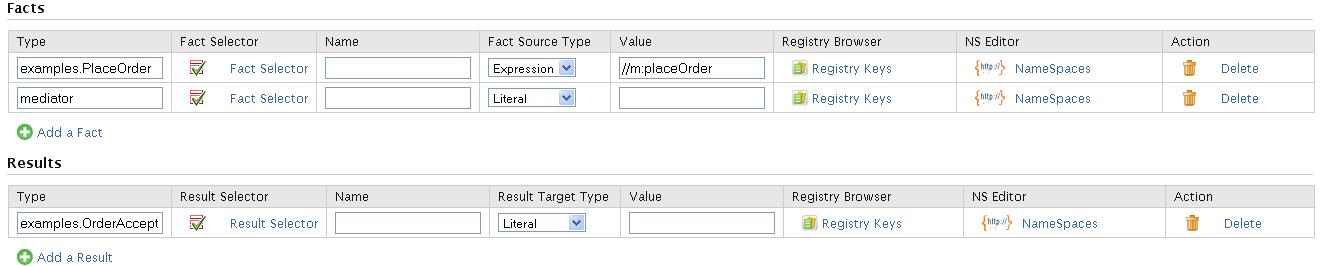 Facts
Type Fact Selector Name Fact Source Type Value Registry Browser NS Editor Action
examples.PlaceOrder Fact Selector Expression //m:placeOrder Registry Keys {http://} NameSpaces Delete
mediator Fact Selector Literal Registry Keys {http://} NameSpaces Delete
Add a Fact
Results
Type Result Selector Name Result Target Type Value Registry Browser NS Editor Action
examples.OrderAccept Result Selector Literal Registry Keys {http://} NameSpaces Delete
Add a Result